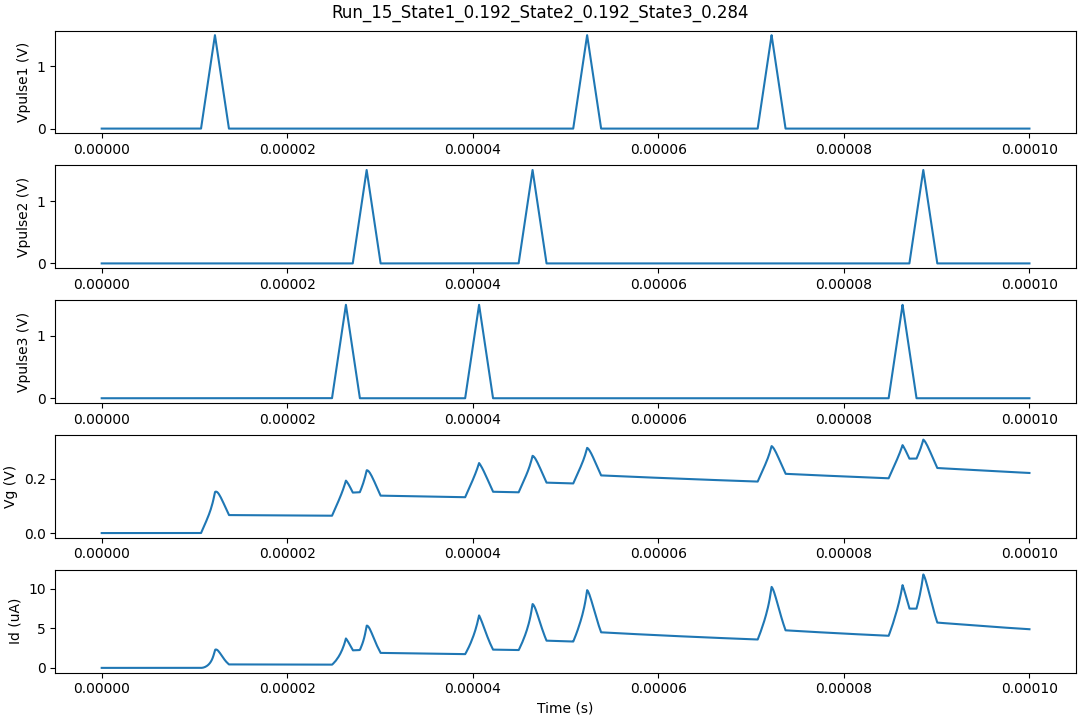 Run_15_State1_0.192_State2_0.192_State3_0.284
Vpulse1 (V)
1
0
0.00000 0.00002 0.00004 0.00006 0.00008 0.00010
Vpulse2 (V)
1
0
0.00000 0.00002 0.00004 0.00006 0.00008 0.00010
Vpulse3 (V)
1
0
0.00000 0.00002 0.00004 0.00006 0.00008 0.00010
Vg (V)
0.2
0.0
0.00000 0.00002 0.00004 0.00006 0.00008 0.00010
Id (uA)
10
5
0
0.00000 0.00002 0.00004 0.00006 0.00008 0.00010
Time (s)